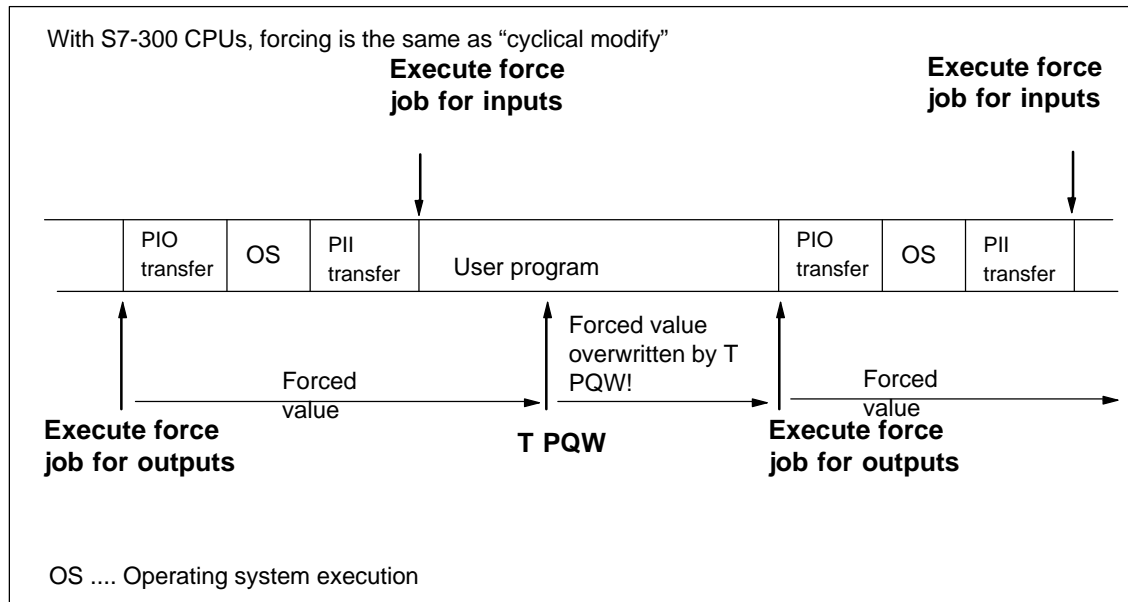 With S7-300 CPUs, forcing is the same as “cyclical modify”
Execute force
job for inputs
Execute force
job for inputs
PIO
transfer
OS
PII
transfer
User program
PIO
transfer
OS
PII
transfer
Forced value
overwritten by T
PQW!
Forced
value
Forced
value
Execute force
job for outputs
T PQW
Execute force
job for outputs
OS .... Operating system execution